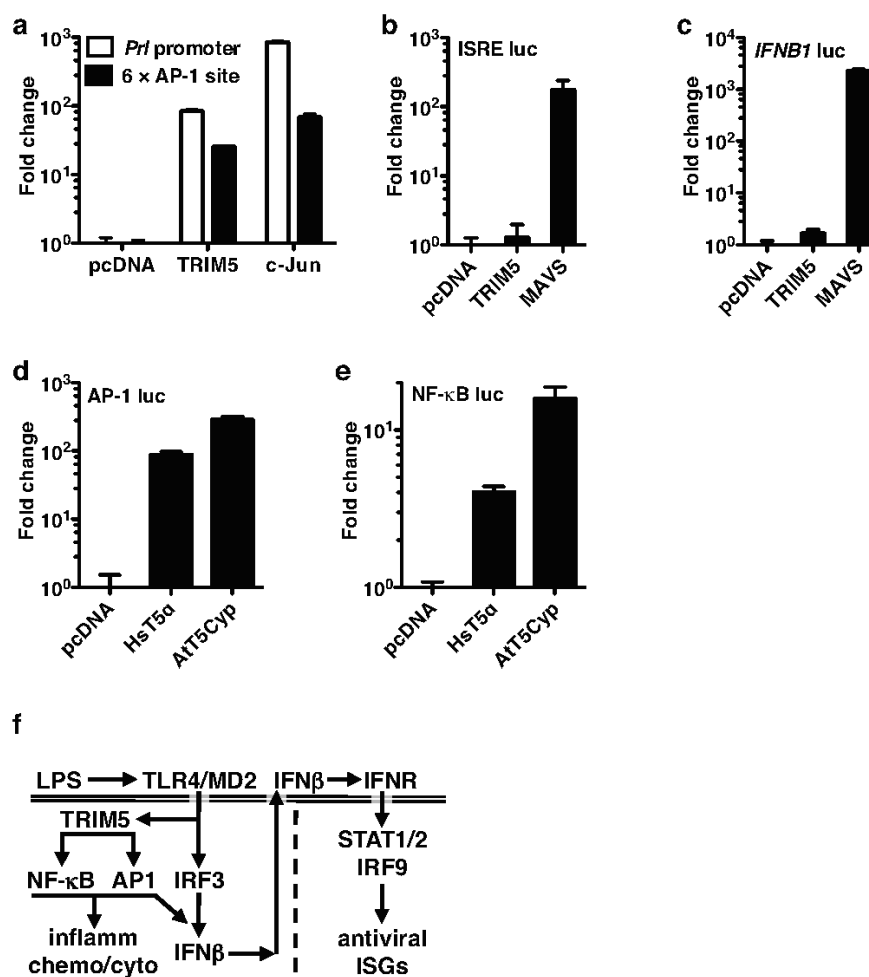 a
Prl promoter
6 × AP-1 site
Fold change
10³
10²
10¹
10⁰
pcDNA TRIM5 c-Jun
b
ISRE luc
Fold change
10³
10²
10¹
10⁰
pcDNA
TRIM5
MAVS
c
IFNB1 luc
Fold change
10⁴
10³
10²
10¹
10⁰
pcDNA
TRIM5
MAVS
d
AP-1 luc
Fold change
10³
10²
10¹
10⁰
pcDNA
HsT5α
AtT5Cyp
e
NF-κB luc
Fold change
10¹
10⁰
pcDNA
HsT5α
AtT5Cyp
f
LPS TLR4/MD2 IFNβ IFNR
TRIM5
NF-κB AP1 IRF3
IFNβ
inflamm
chemo/cyto
STAT1/2
IRF9
antiviral
ISGs